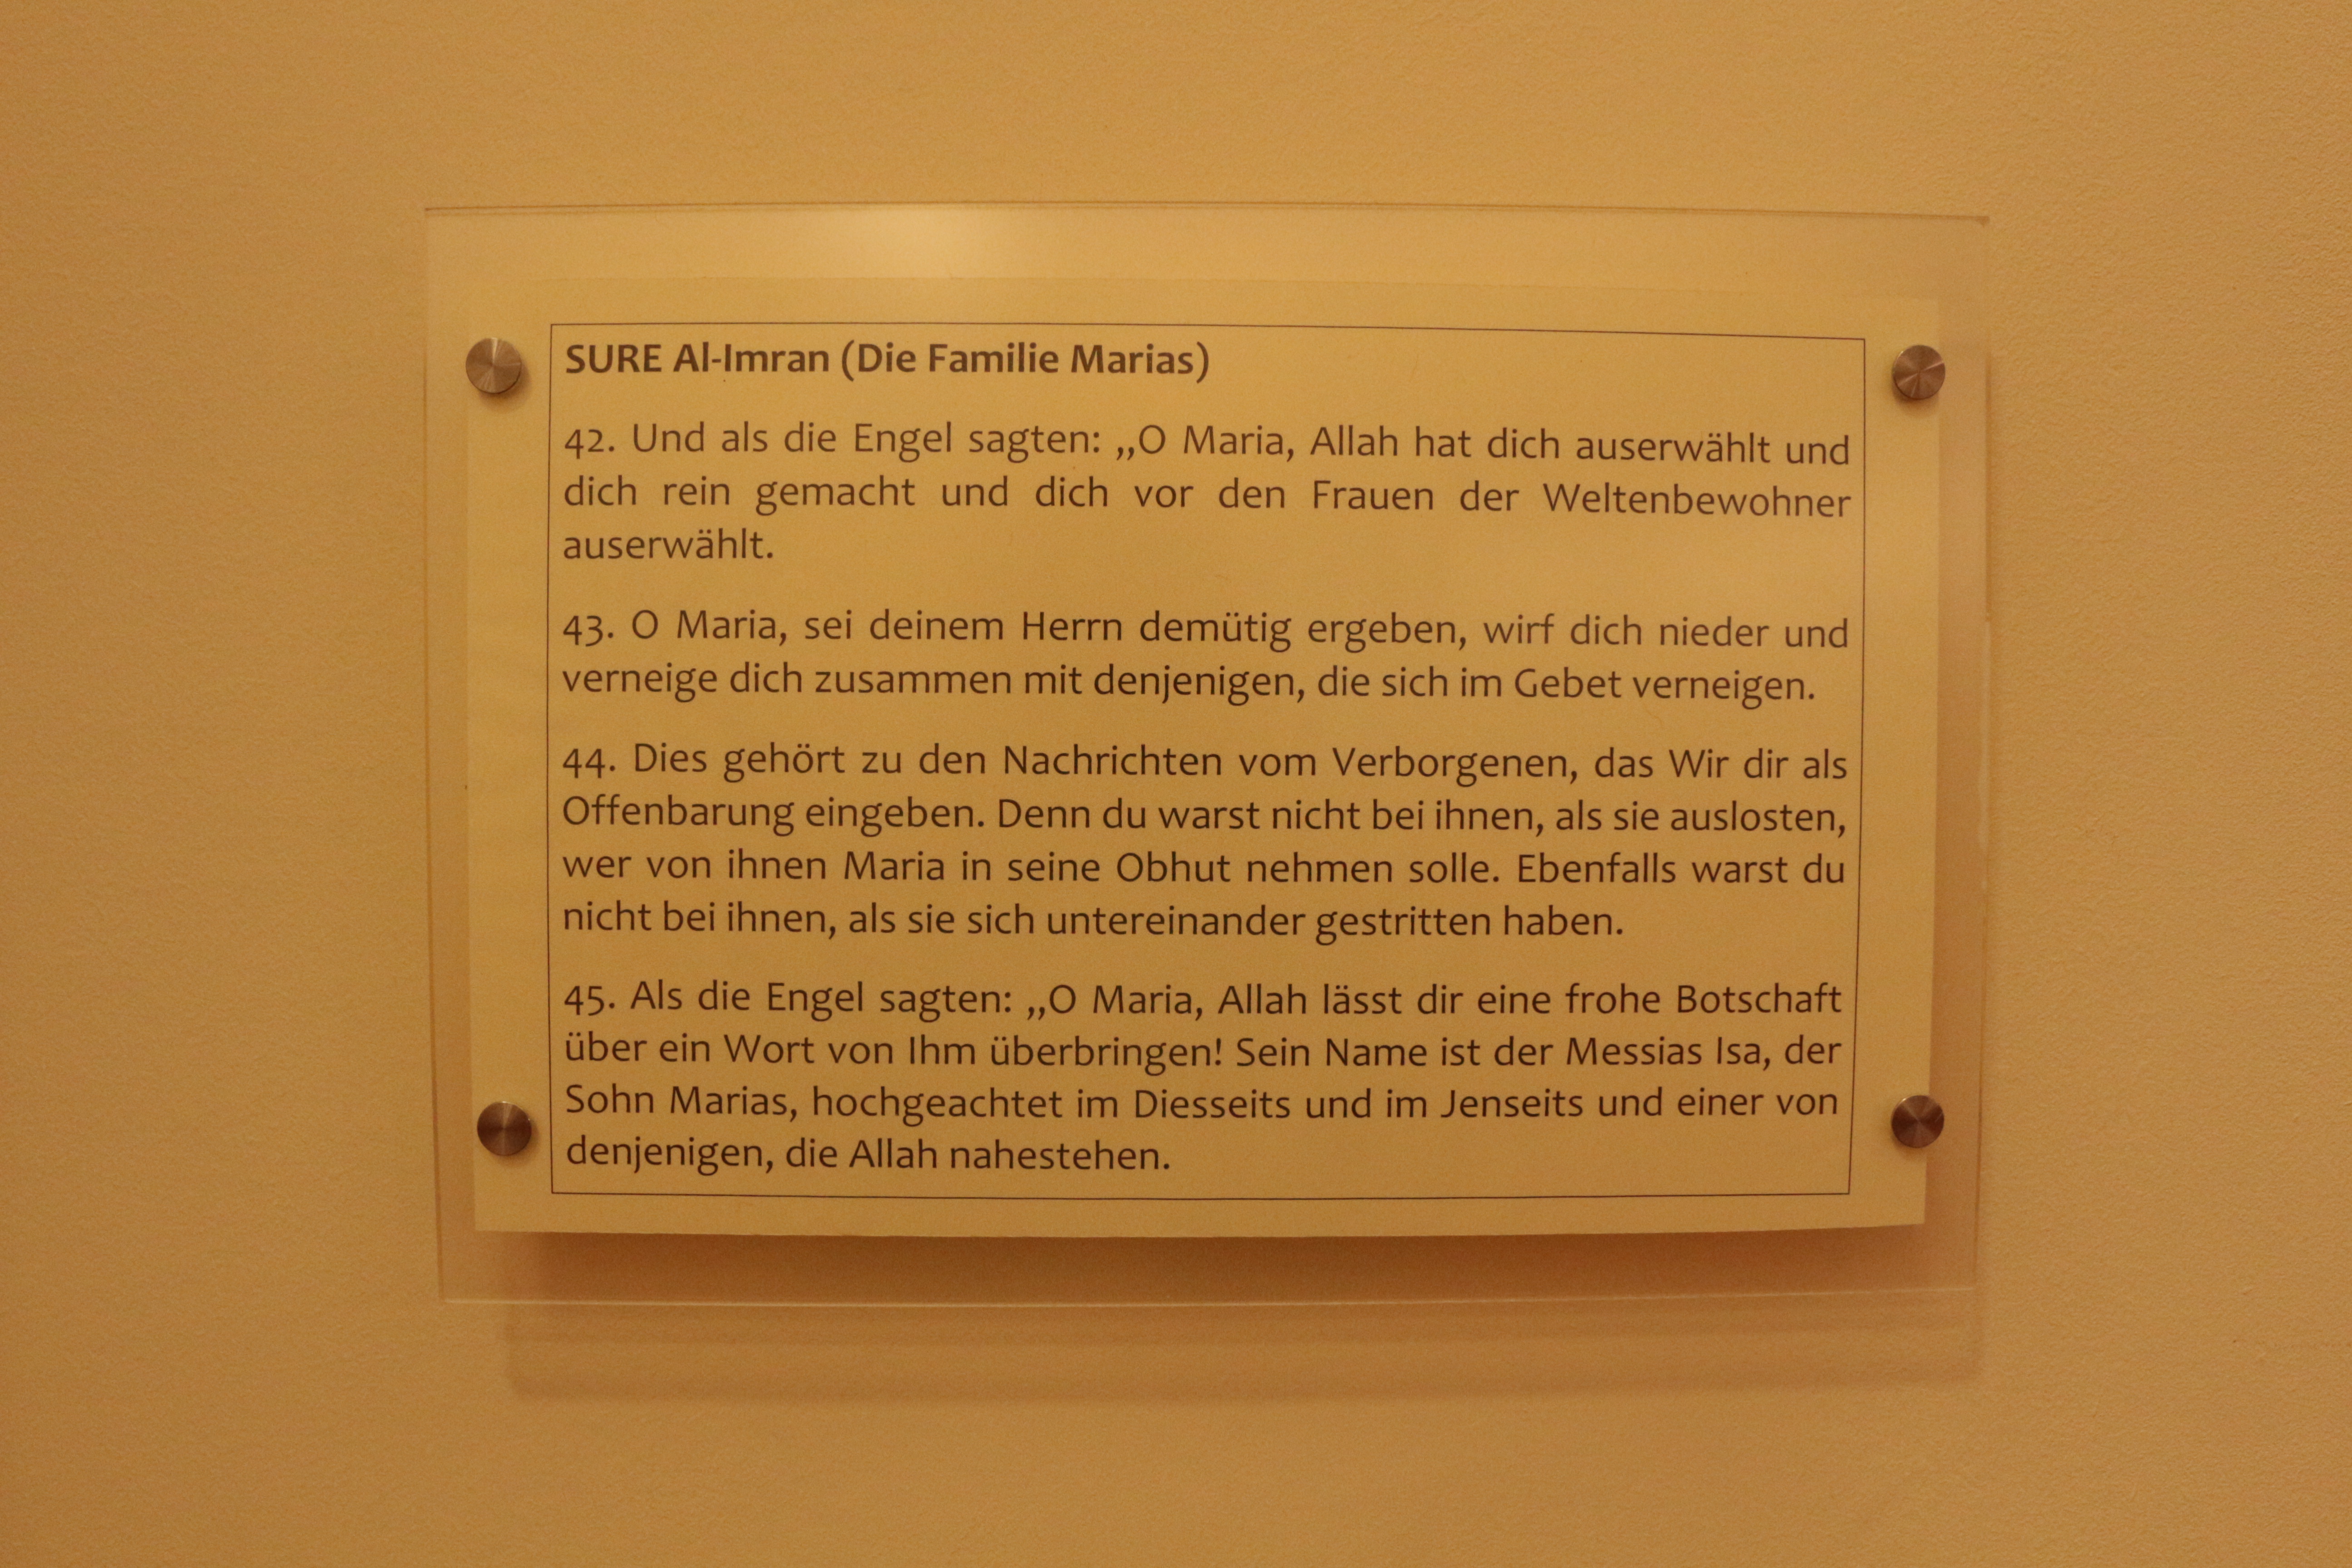 SURE Al-Imran (Die Familie Marias)
42. Und als die Engel sagten: „O Maria, Allah hat dich auserwählt und
dich rein gemacht und dich vor den Frauen der Weltenbewohner
auserwählt.
43. O Maria, sei deinem Herrn demütig ergeben, wirf dich nieder und
verneige dich zusammen mit denjenigen, die sich im Gebet verneigen.
44. Dies gehört zu den Nachrichten vom Verborgenen, das Wir dir als
Offenbarung eingeben. Denn du warst nicht bei ihnen, als sie auslosten,
wer von ihnen Maria in seine Obhut nehmen solle. Ebenfalls warst du
nicht bei ihnen, als sie sich untereinander gestritten haben.
45. Als die Engel sagten: „O Maria, Allah lässt dir eine frohe Botschaft
über ein Wort von Ihm überbringen! Sein Name ist der Messias Isa, der
Sohn Marias, hochgeachtet im Diesseits und im Jenseits und einer von
denjenigen, die Allah nahestehen.